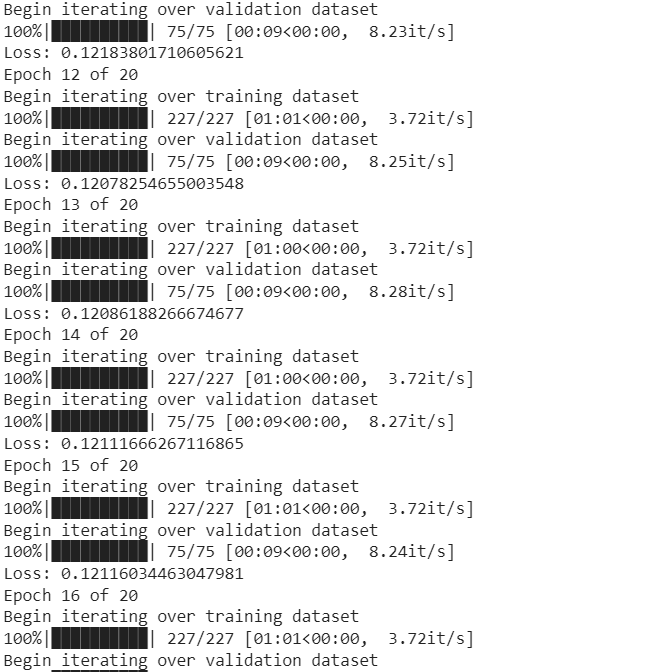 Begin iterating over validation dataset
100%|██████████| 75/75 [00:09<00:00,  8.23it/s]
Loss: 0.12183801710605621
Epoch 12 of 20
Begin iterating over training dataset
100%|██████████| 227/227 [01:01<00:00,  3.72it/s]
Begin iterating over validation dataset
100%|██████████| 75/75 [00:09<00:00,  8.25it/s]
Loss: 0.12078254655003548
Epoch 13 of 20
Begin iterating over training dataset
100%|██████████| 227/227 [01:00<00:00,  3.72it/s]
Begin iterating over validation dataset
100%|██████████| 75/75 [00:09<00:00,  8.28it/s]
Loss: 0.12086188266674677
Epoch 14 of 20
Begin iterating over training dataset
100%|██████████| 227/227 [01:00<00:00,  3.72it/s]
Begin iterating over validation dataset
100%|██████████| 75/75 [00:09<00:00,  8.27it/s]
Loss: 0.12111666267116865
Epoch 15 of 20
Begin iterating over training dataset
100%|██████████| 227/227 [01:01<00:00,  3.72it/s]
Begin iterating over validation dataset
100%|██████████| 75/75 [00:09<00:00,  8.24it/s]
Loss: 0.12116034463047981
Epoch 16 of 20
Begin iterating over training dataset
100%|██████████| 227/227 [01:01<00:00,  3.72it/s]
Begin iterating over validation dataset